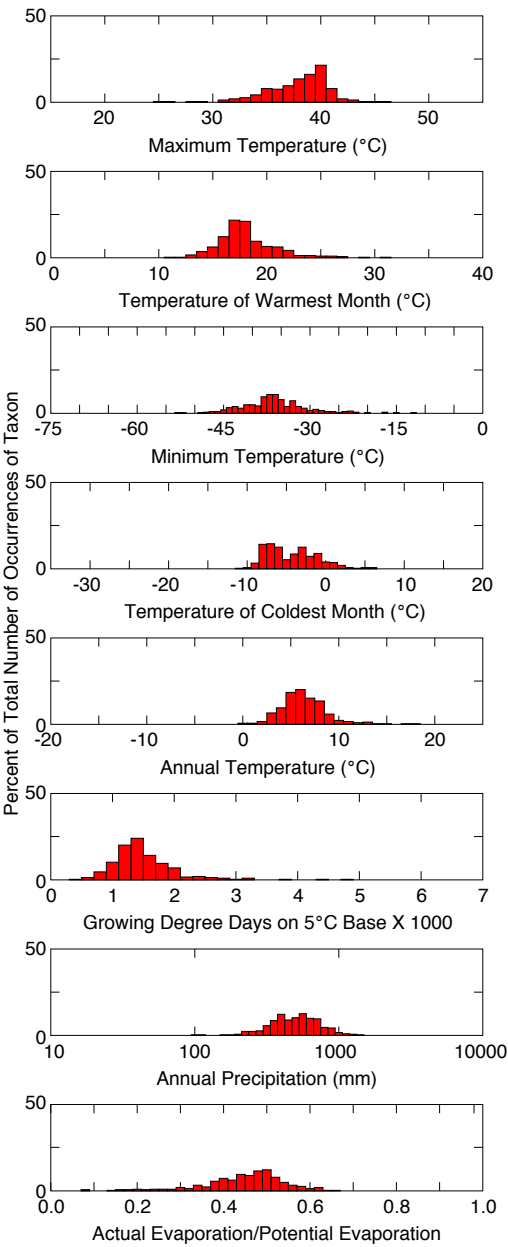 Percent of Total Number of Occurrences of Taxon
50
0
20 30 40 50
Maximum Temperature (°C)
50
0
0 10 20 30 40
Temperature of Warmest Month (°C)
50
0
-75 -60 -45 -30 -15 0
Minimum Temperature (°C)
50
0
-30 -20 -10 0 10 20
Temperature of Coldest Month (°C)
50
0
-20 -10 0 10 20
Annual Temperature (°C)
50
0
0 1 2 3 4 5 6 7
Growing Degree Days on 5°C Base X 1000
50
0
10 100 1000 10000
Annual Precipitation (mm)
50
0
0.0 0.2 0.4 0.6 0.8 1.0
Actual Evaporation/Potential Evaporation